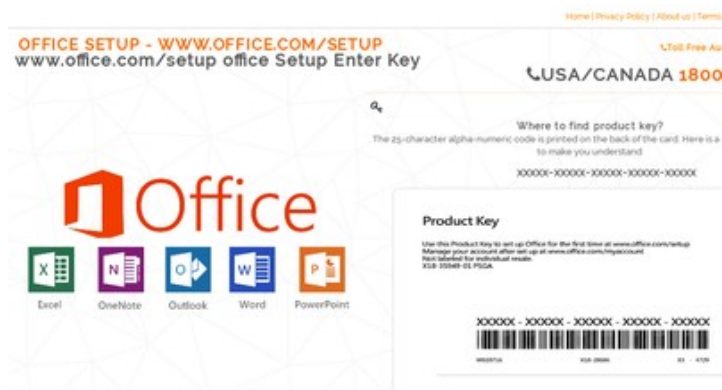 Home | Privacy Policy | About us | Terms
OFFICE SETUP - WWW.OFFICE.COM/SETUP
www.office.com/setup office Setup Enter Key
Toll Free Au
USA/CANADA 1800
Where to find product key?
The 25-character alpha-numeric code is printed on the back of the card. Here is a
to make you understand
XXXXX-XXXXX-XXXXX-XXXXX-XXXXX
Office
Excel
OneNote
Outlook
Word
PowerPoint
Product Key
Use this Product Key to set up Office for the first time at www.office.com/setup
Manage your account after set up at www.office.com/myaccount
Not labeled for individual resale.
XXXXX - XXXXX - XXXXX - XXXXX - XXXXX